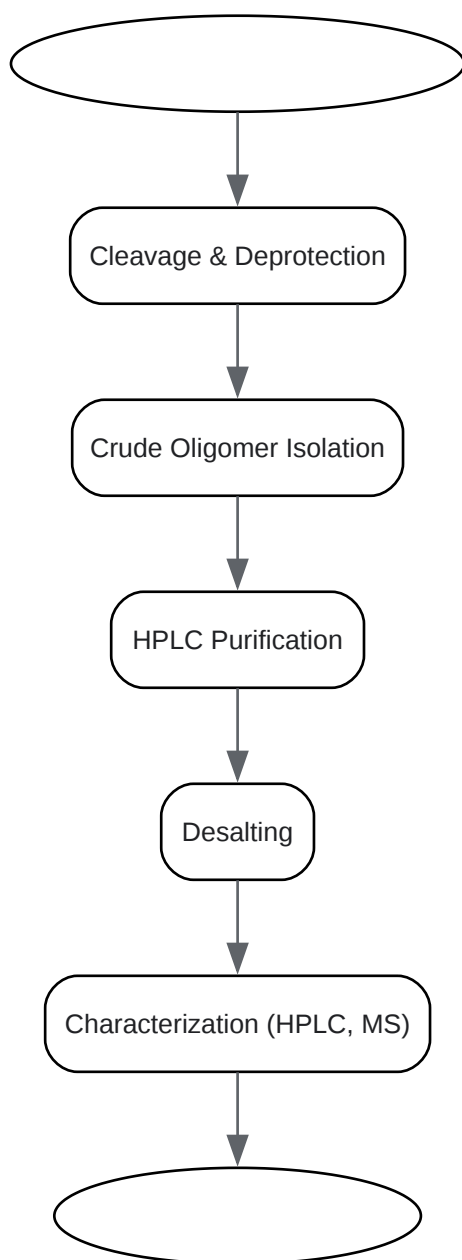 Cleavage & Deprotection
Crude Oligomer Isolation
HPLC Purification
Desalting
Characterization (HPLC, MS)